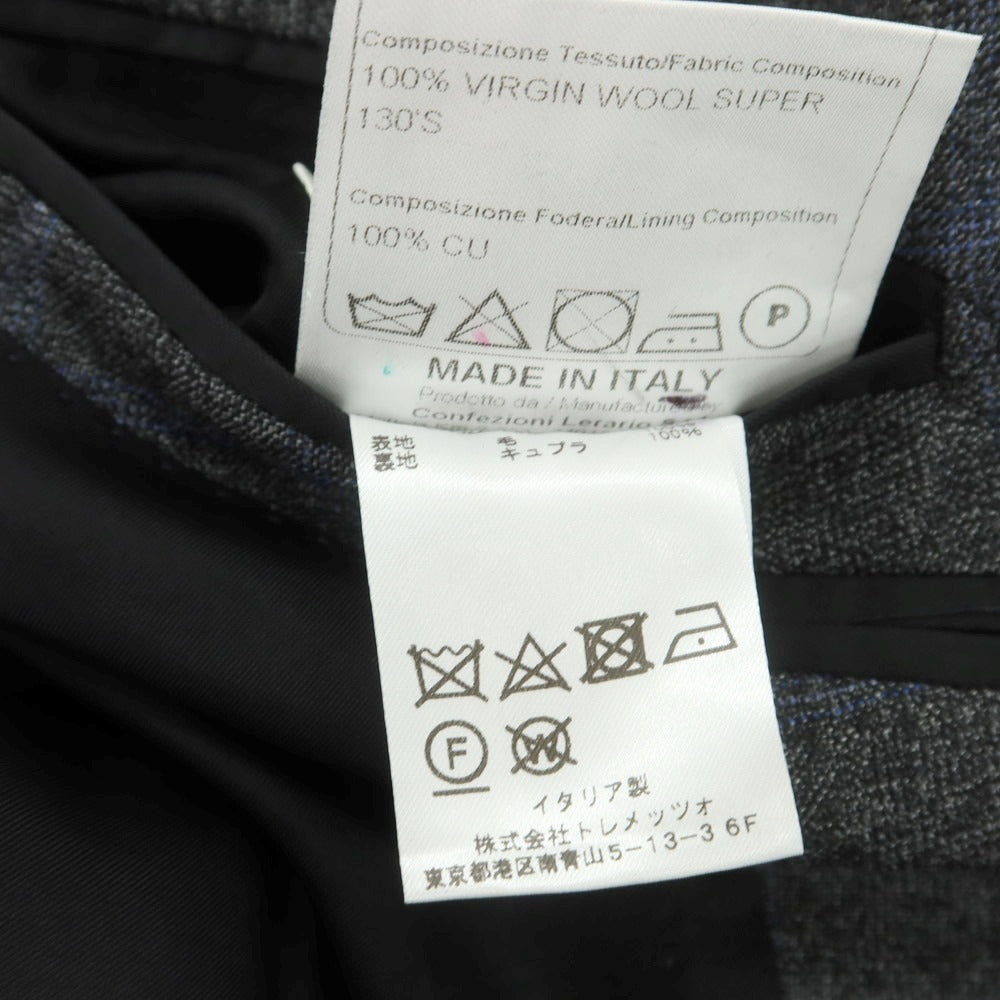 Composizione Tessuto/Fabric Composition
100% VIRGIN WOOL SUPER
130'S
Composizione Fodera/Lining Composition
100% CU
P
MADE IN ITALY
Prodotto da / Manufactured by
Confezioni Lerario
表地 毛 100%
裏地 キュプラ
F W
イタリア製
株式会社トレメッツォ
東京都港区南青山5-13-3 6F